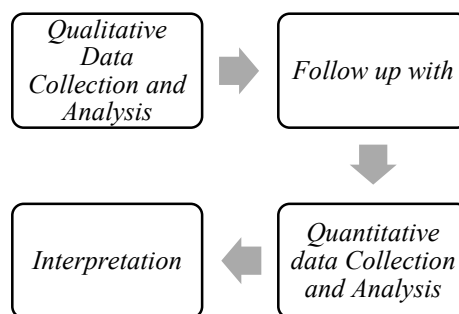 Qualitative
Data
Collection and
Analysis
Follow up with
Quantitative
data Collection
and Analysis
Interpretation